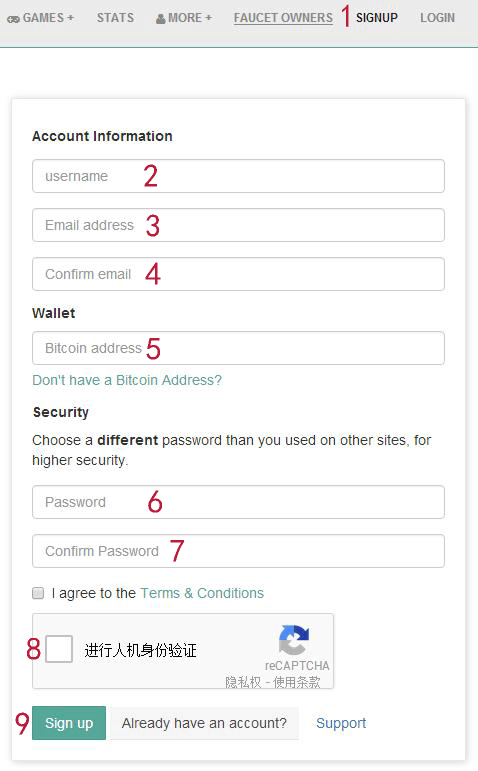 GAMES + STATS MORE + FAUCET OWNERS 1 SIGNUP LOGIN
Account Information
username 2
Email address 3
Confirm email 4
Wallet
Bitcoin address 5
Don't have a Bitcoin Address?
Security
Choose a different password than you used on other sites, for
higher security.
Password 6
Confirm Password 7
I agree to the Terms & Conditions
8 进行人机身份验证
reCAPTCHA
隐私权 - 使用条款
9 Sign up Already have an account? Support